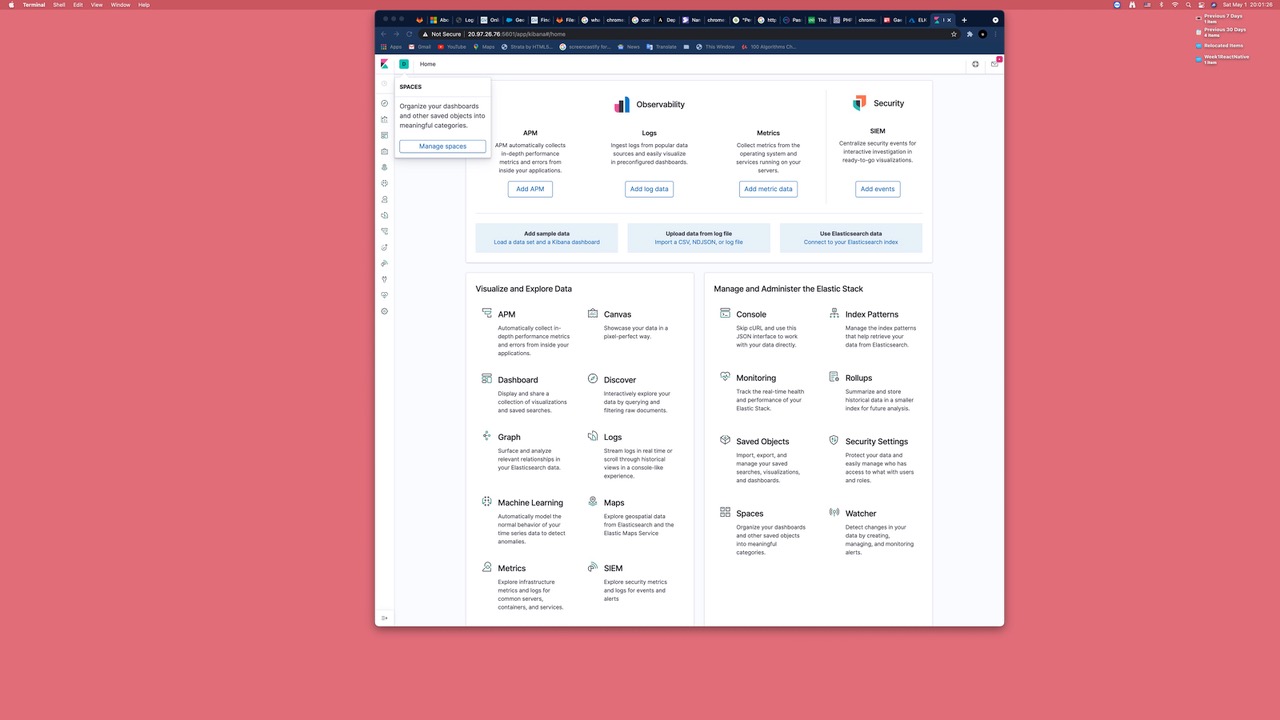 Terminal Shell Edit View Window Help
Sat May 1 20:01:26
Previous 7 Days
1 item
Previous 30 Days
Relocated Items
Week1ReactNative
1 item
Not Secure 20.97.26.76:5601/app/kibana#/home
Apps Gmail YouTube Maps Strata by HTML5... screencastify for... News Translate This Window 100 Algorithms Ch...
D Home
SPACES
Organize your dashboards
and other saved objects into
meaningful categories.
Manage spaces
Observability
Security
APM
APM automatically collects
in-depth performance
metrics and errors from
inside your applications.
Add APM
Logs
Ingest logs from popular data
sources and easily visualize
in preconfigured dashboards.
Add log data
Metrics
Collect metrics from the
operating system and
services running on your
servers.
Add metric data
SIEM
Centralize security events for
interactive investigation in
ready-to-go visualizations.
Add events
Add sample data
Load a data set and a Kibana dashboard
Upload data from log file
Import a CSV, NDJSON, or log file
Use Elasticsearch data
Connect to your Elasticsearch index
Visualize and Explore Data
APM
Automatically collect in-
depth performance metrics
and errors from inside your
applications.
Canvas
Showcase your data in a
pixel-perfect way.
Dashboard
Display and share a
collection of visualizations
and saved searches.
Discover
Interactively explore your
data by querying and
filtering raw documents.
Graph
Surface and analyze
relevant relationships in
your Elasticsearch data.
Logs
Stream logs in real time or
scroll through historical
views in a console-like
experience.
Machine Learning
Automatically model the
normal behavior of your
time series data to detect
anomalies.
Maps
Explore geospatial data
from Elasticsearch and the
Elastic Maps Service
Metrics
Explore infrastructure
metrics and logs for
common servers,
containers, and services.
SIEM
Explore security metrics
and logs for events and
alerts
Manage and Administer the Elastic Stack
Console
Skip cURL and use this
JSON interface to work
with your data directly.
Index Patterns
Manage the index patterns
that help retrieve your
data from Elasticsearch.
Monitoring
Track the real-time health
and performance of your
Elastic Stack.
Rollups
Summarize and store
historical data in a smaller
index for future analysis.
Saved Objects
Import, export, and
manage your saved
searches, visualizations,
and dashboards.
Security Settings
Protect your data and
easily manage who has
access to what with users
and roles.
Spaces
Organize your dashboards
and other saved objects
into meaningful
categories.
Watcher
Detect changes in your
data by creating,
managing, and monitoring
alerts.